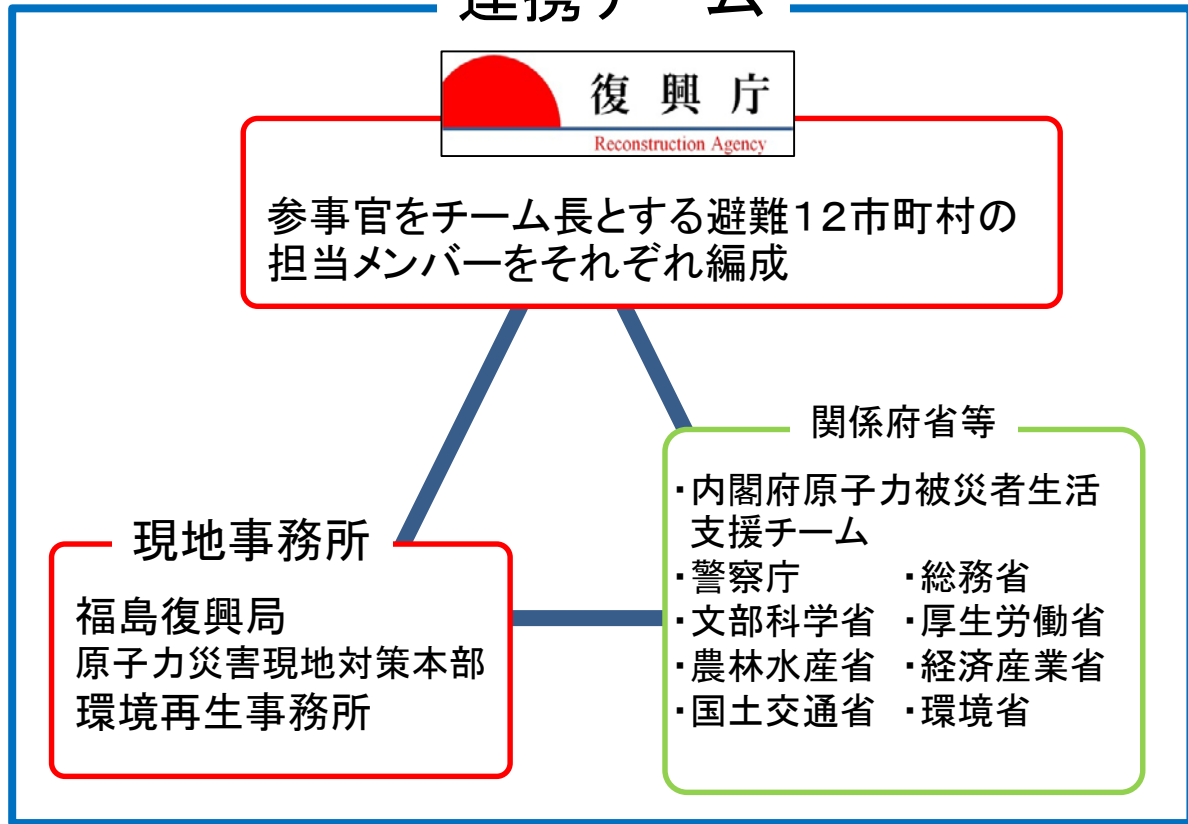 連携チーム
復興庁
Reconstruction Agency
参事官をチーム長とする避難１２市町村の
担当メンバーをそれぞれ編成
関係府省等
・内閣府原子力被災者生活
支援チーム
・警察庁 ・総務省
・文部科学省 ・厚生労働省
・農林水産省 ・経済産業省
・国土交通省 ・環境省
現地事務所
福島復興局
原子力災害現地対策本部
環境再生事務所